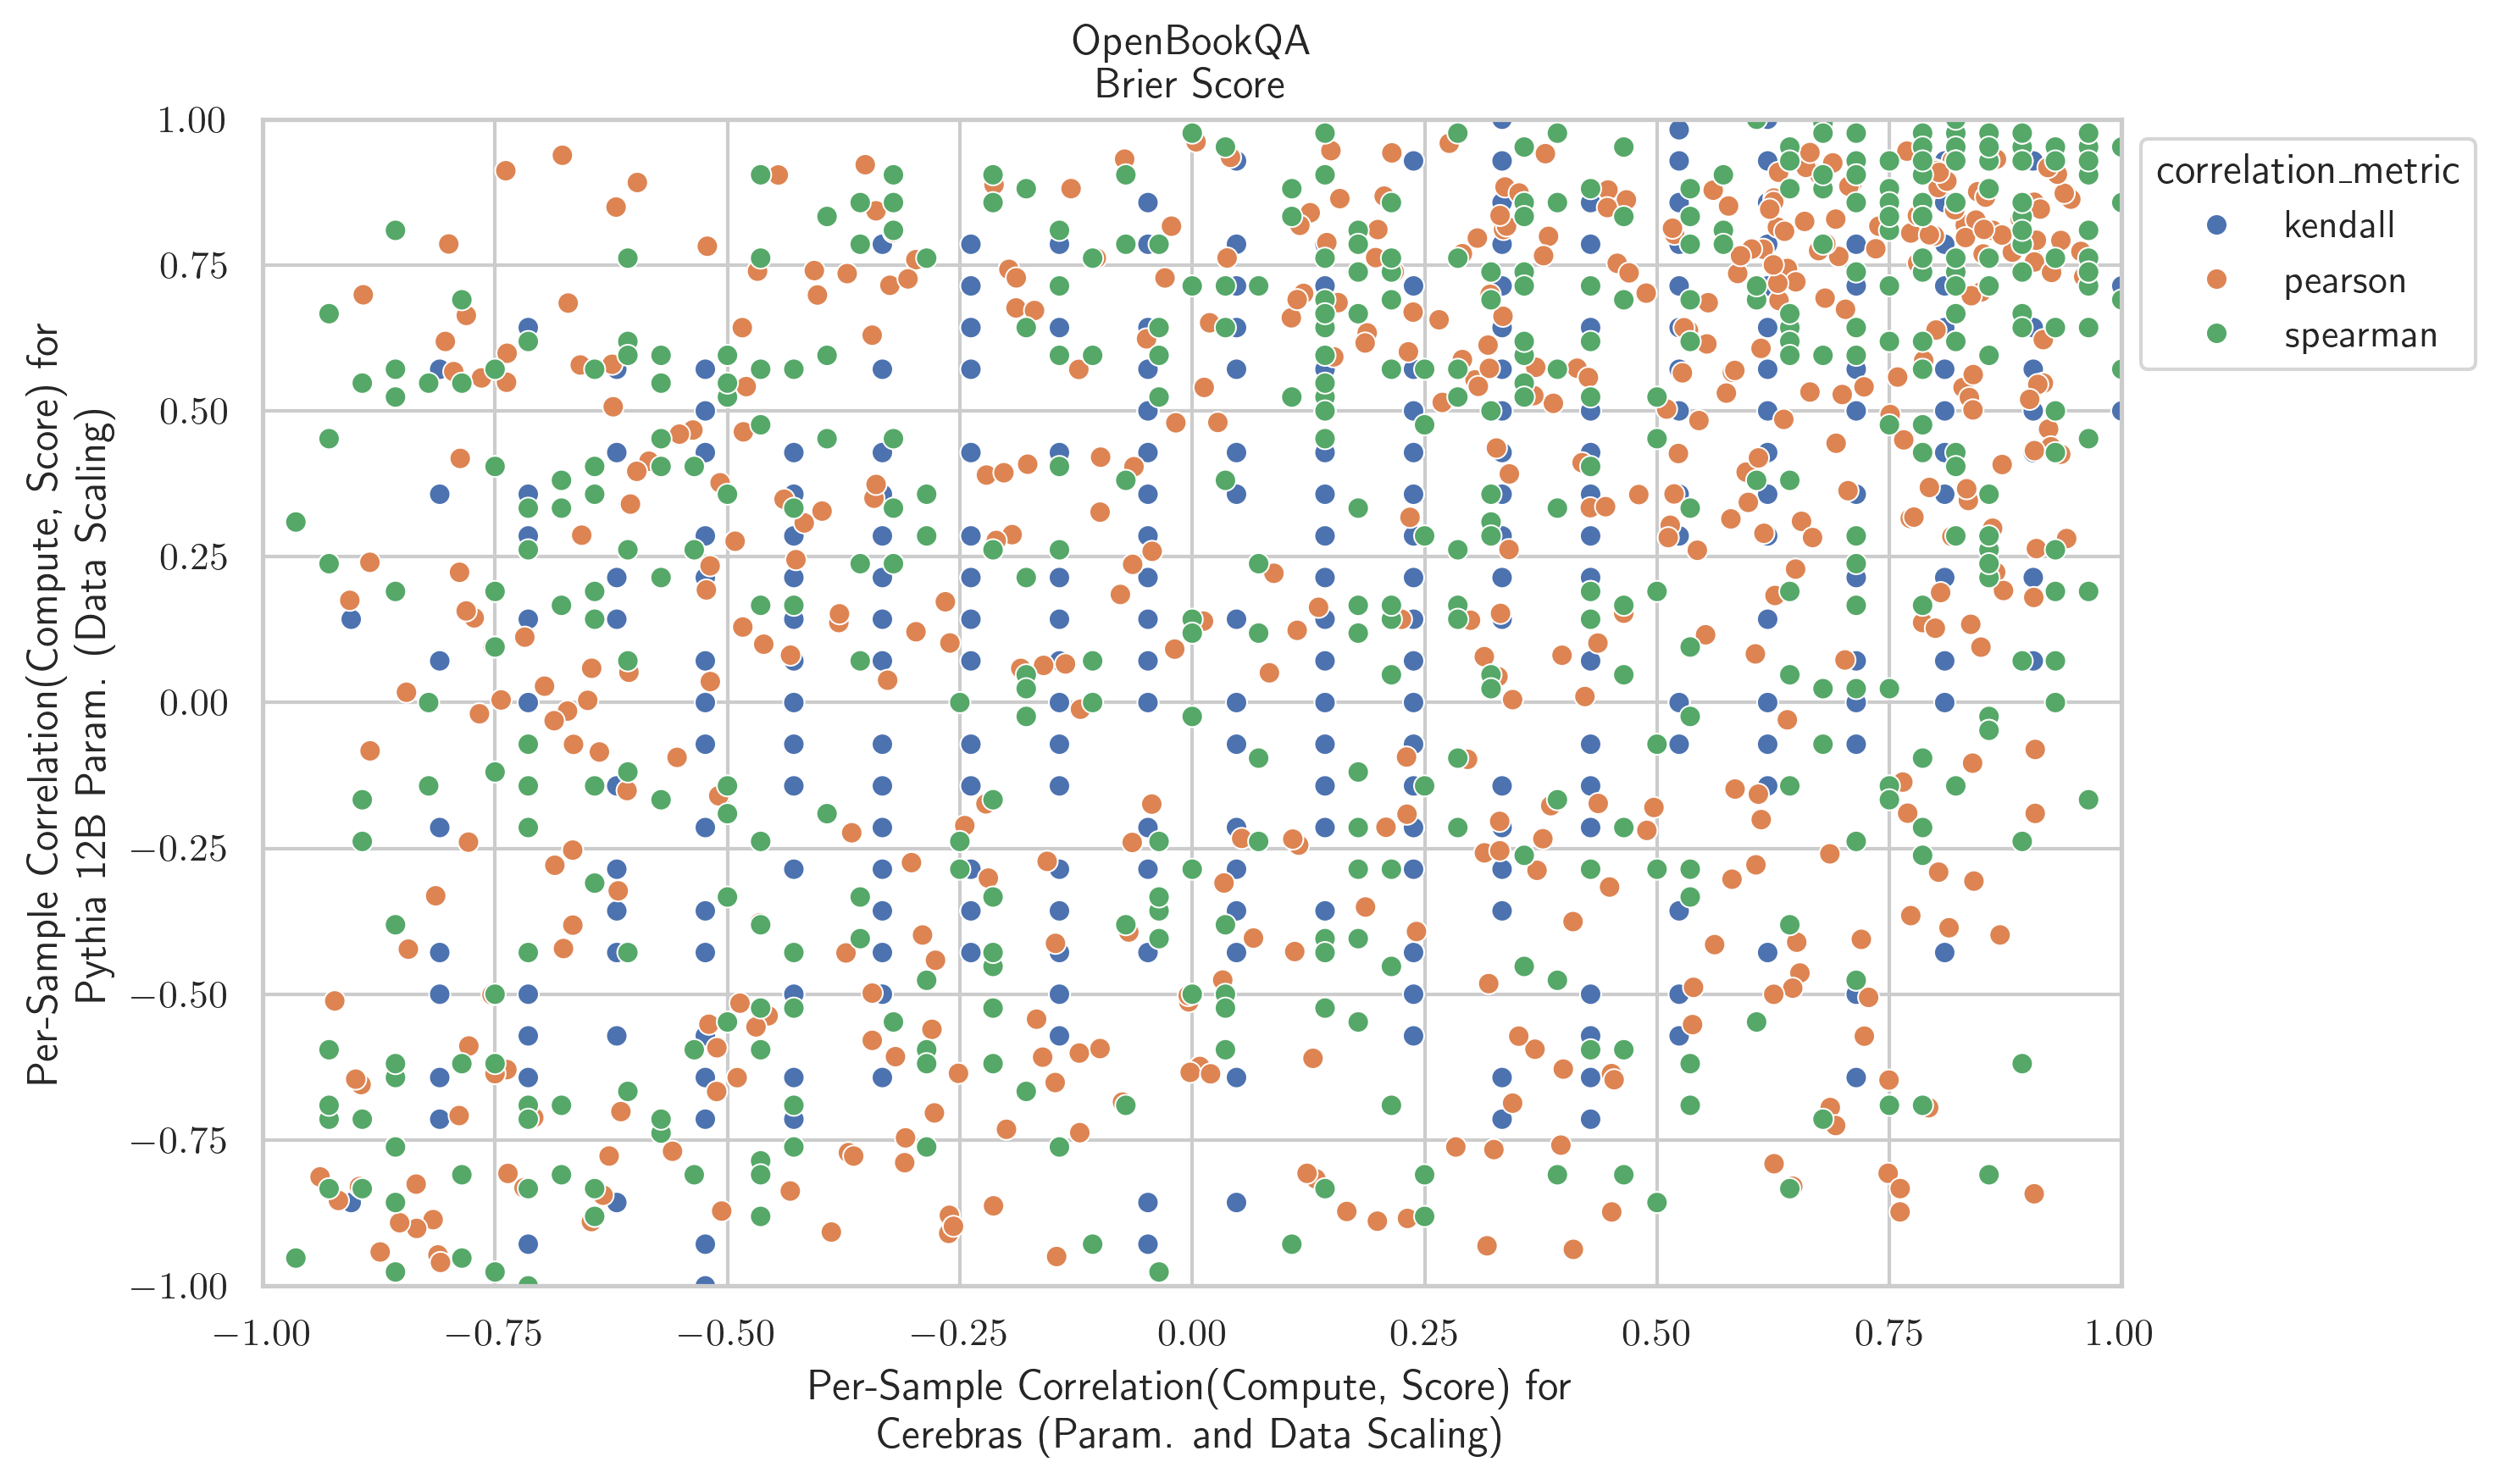 OpenBookQA
Brier Score
Per-Sample Correlation(Compute, Score) for
Pythia 12B Param. (Data Scaling)
1.00
0.75
0.50
0.25
0.00
−0.25
−0.50
−0.75
−1.00
−1.00 −0.75 −0.50 −0.25 0.00 0.25 0.50 0.75 1.00
Per-Sample Correlation(Compute, Score) for
Cerebras (Param. and Data Scaling)
correlation_metric
kendall
pearson
spearman